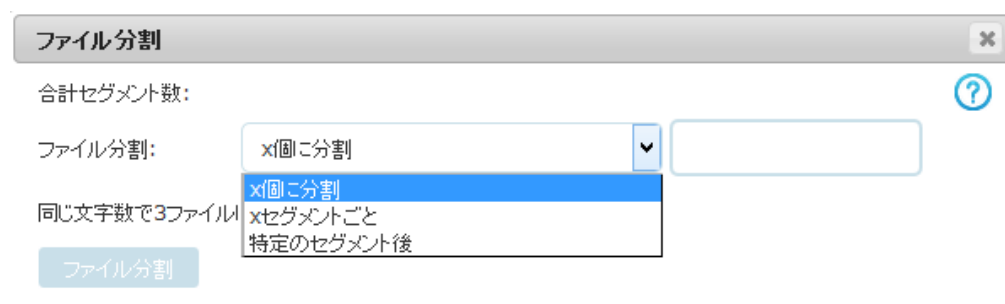 ファイル分割
合計セグメント数:
ファイル分割: x個に分割
x個に分割
xセグメントごと
特定のセグメント後
同じ文字数で3ファイル
ファイル分割